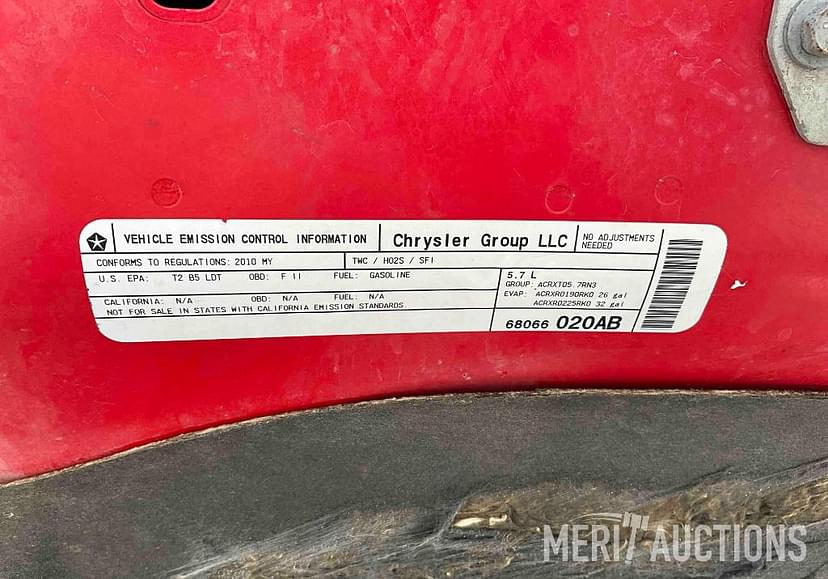 VEHICLE EMISSION CONTROL INFORMATION
Chrysler Group LLC
NO ADJUSTMENTS
NEEDED
CONFORMS TO REGULATIONS: 2010 MY
TWC / HO2S / SFI
U.S. EPA: T2 B5 LDT OBD: F II FUEL: GASOLINE
CALIFORNIA: N/A OBD: N/A FUEL: N/A
NOT FOR SALE IN STATES WITH CALIFORNIA EMISSION STANDARDS.
5.7 L
GROUP: ACRXT05.7RN3
EVAP: ACRXR0190RK0 26 gal
ACRXR0225RK0 32 gal
68066 020AB
MERIT AUCTIONS